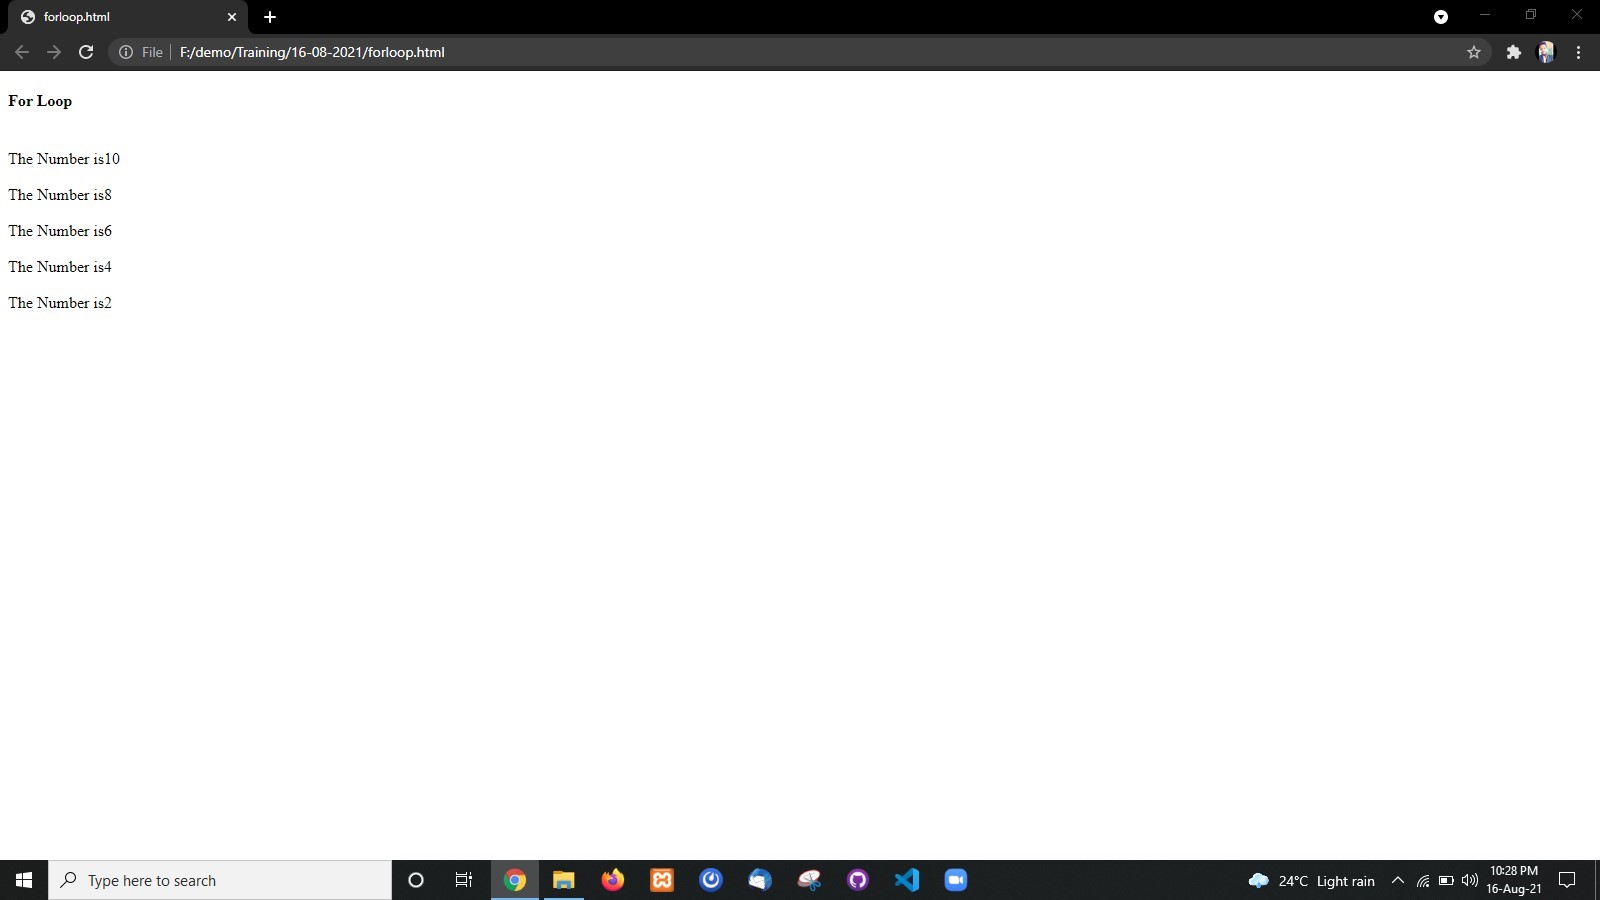 forloop.html
File F:/demo/Training/16-08-2021/forloop.html
For Loop
The Number is10
The Number is8
The Number is6
The Number is4
The Number is2
Type here to search
24°C Light rain
10:28 PM
16-Aug-21